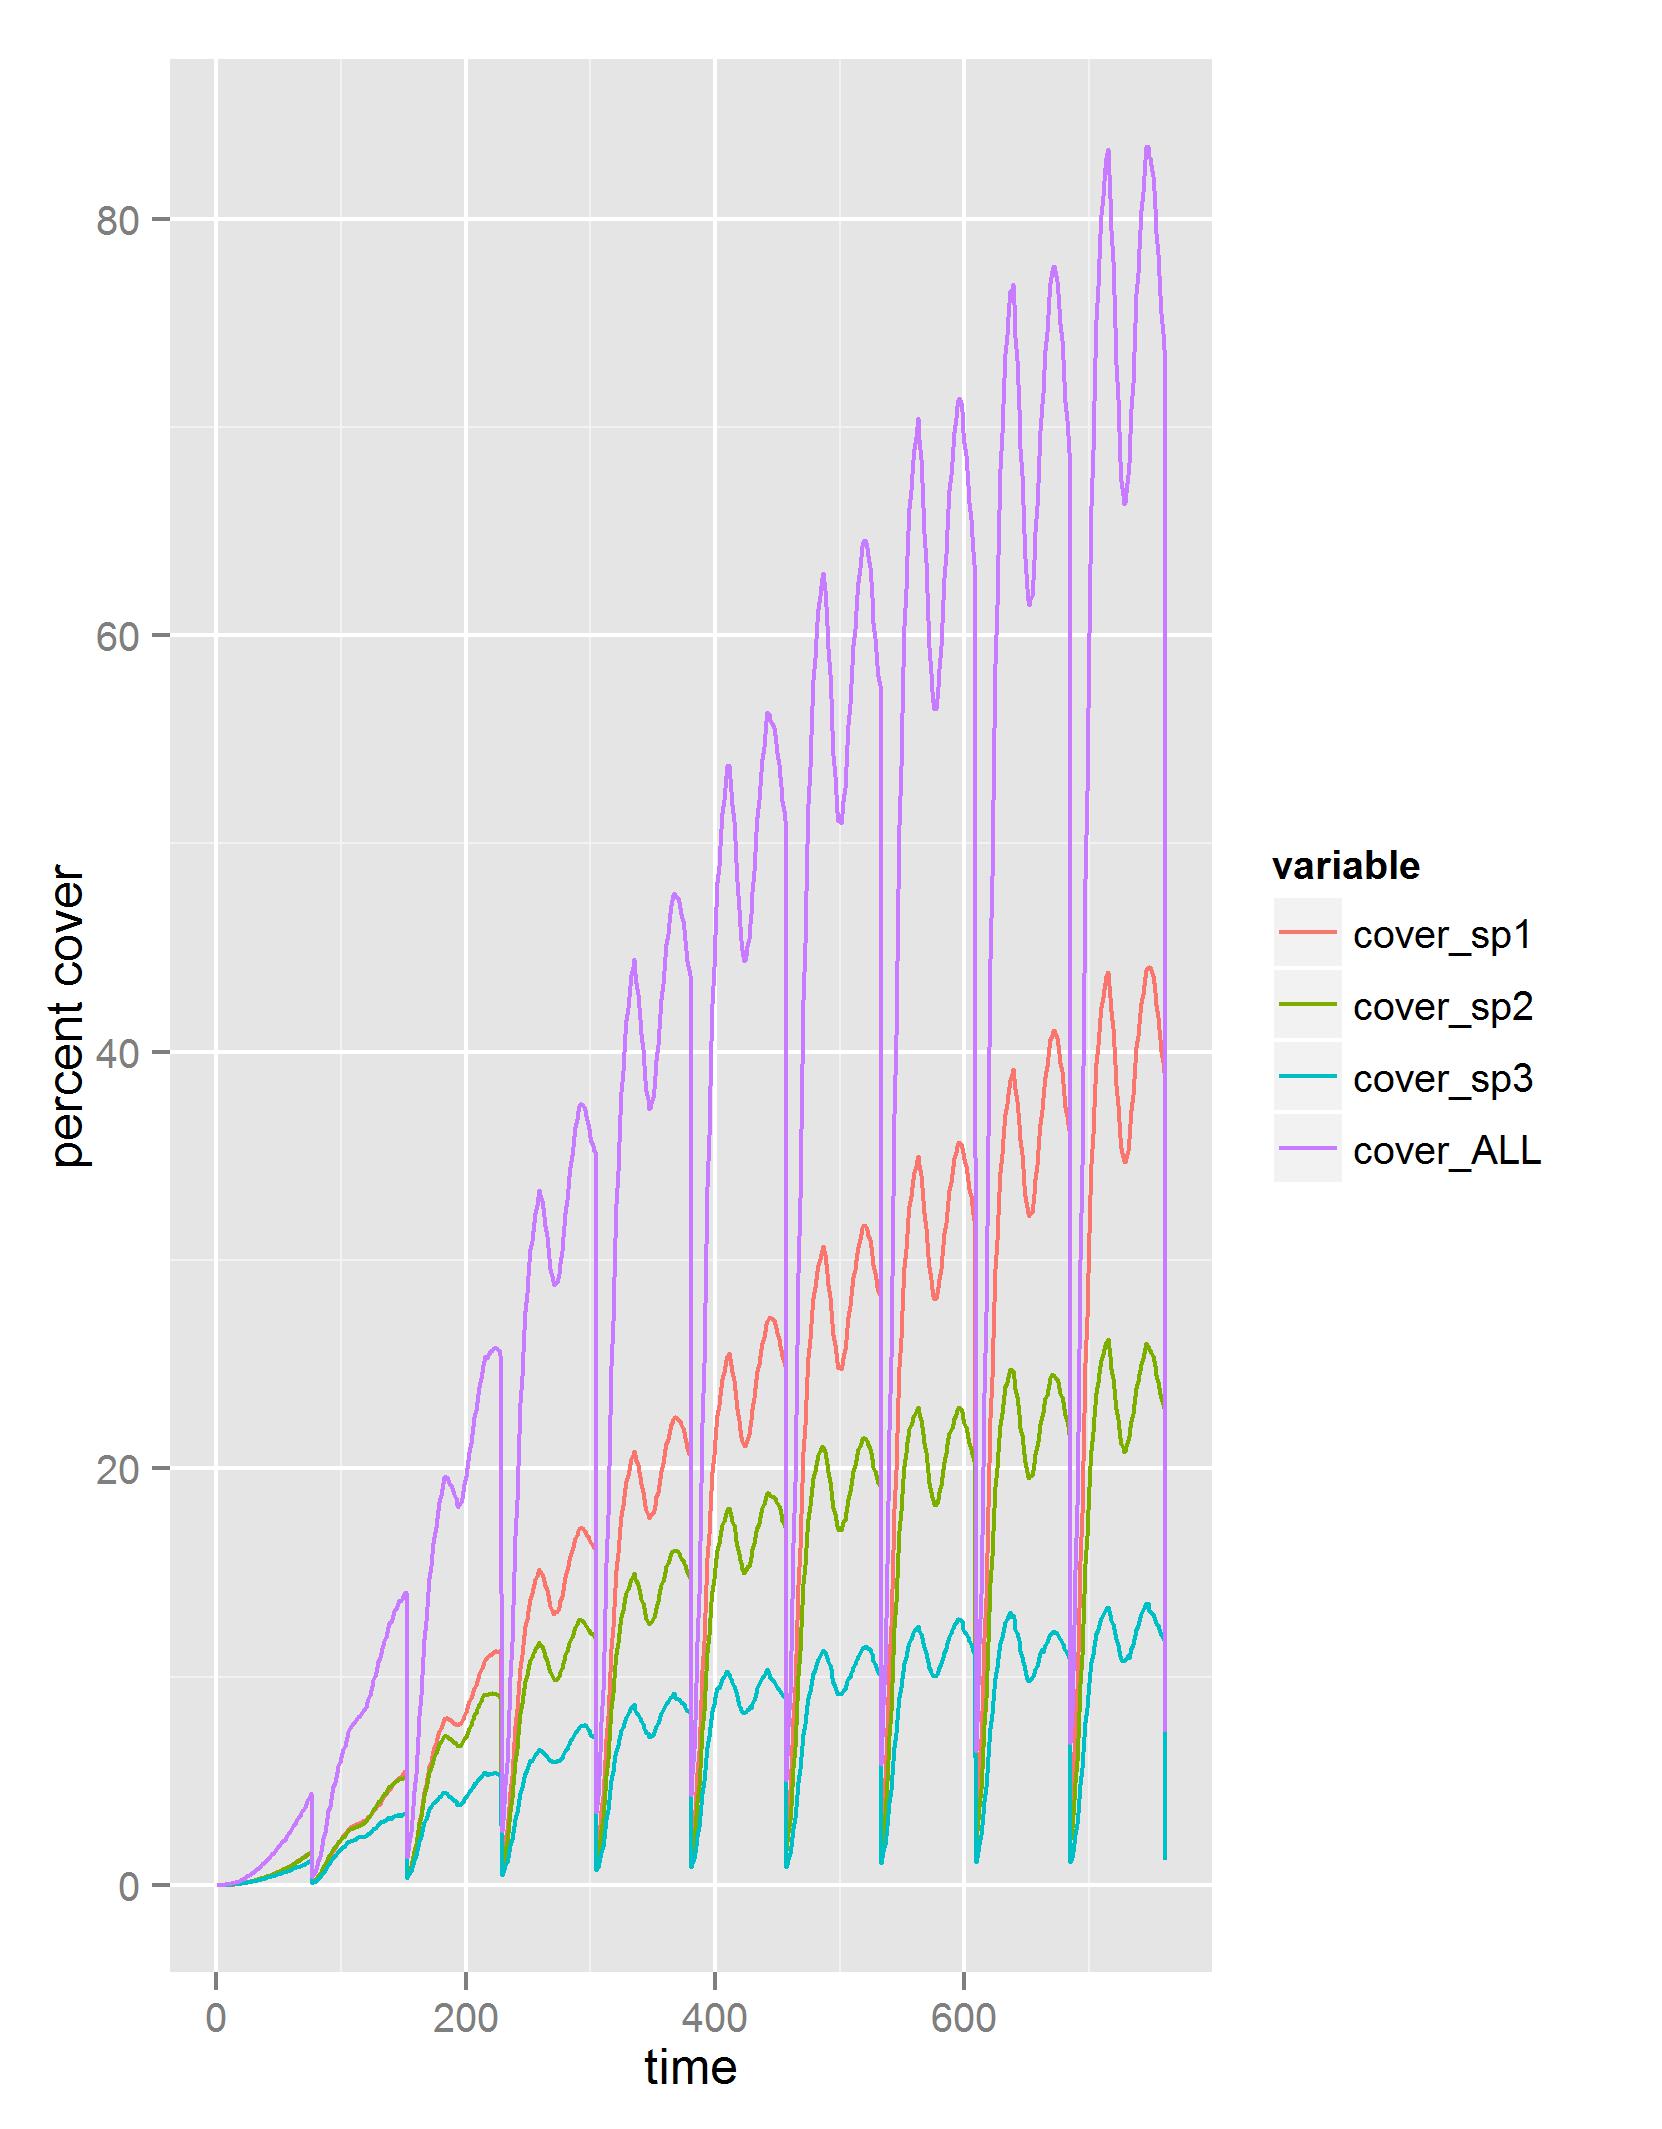 80
60
40
20
0
percent cover
0 200 400 600
time
variable
cover_sp1
cover_sp2
cover_sp3
cover_ALL